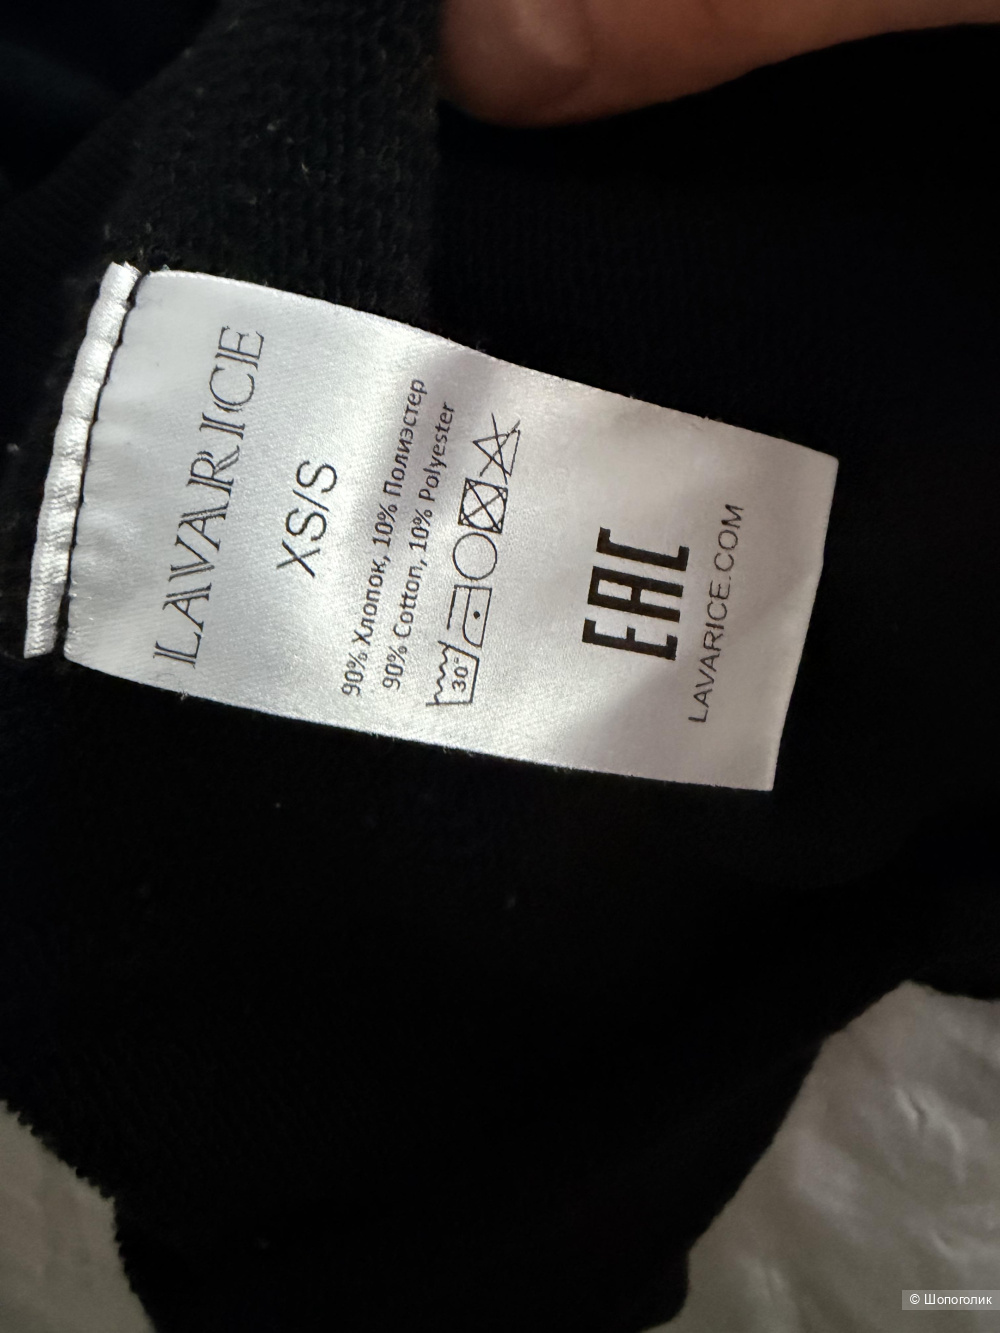 LAVARICE
XS/S
90% Хлопок, 10% Полиэстер
90% Cotton, 10% Polyester
30°
EAC
LAVARICE.COM
© Шопоголик